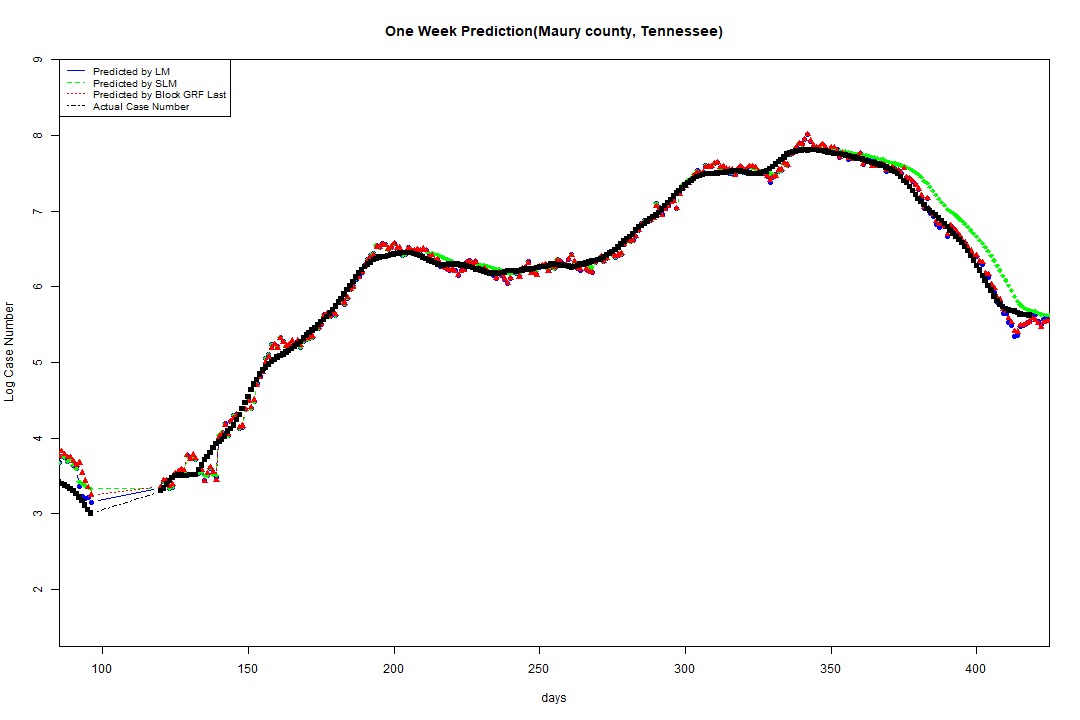 One Week Prediction(Maury county, Tennessee)
Predicted by LM
Predicted by SLM
Predicted by Block GRF Last
Actual Case Number
9
8
7
6
5
4
3
2
Log Case Number
100 150 200 250 300 350 400
days